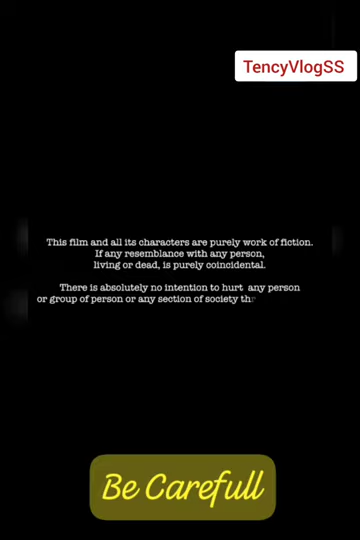 TencyVlogSS
This film and all its characters are purely work of fiction.
If any resemblance with any person,
living or dead, is purely coincidental.
There is absolutely no intention to hurt any person
or group of person or any section of society thr
Be Carefull